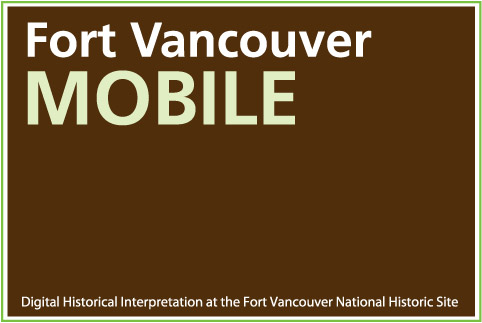 Fort Vancouver
MOBILE
Digital Historical Interpretation at the Fort Vancouver National Historic Site